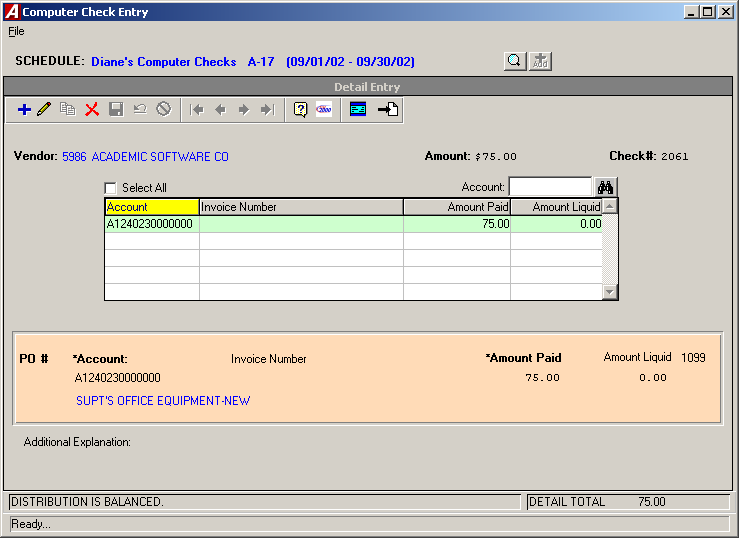 A Computer Check Entry
File
SCHEDULE: Diane's Computer Checks A-17 (09/01/02 - 09/30/02)
Add
Detail Entry
2000
Vendor: 5986 ACADEMIC SOFTWARE CO Amount: $75.00 Check#: 2061
Select All Account:
Account Invoice Number Amount Paid Amount Liquid
A1240230000000 75.00 0.00
PO # *Account: Invoice Number *Amount Paid Amount Liquid 1099
A1240230000000 75.00 0.00
SUPT'S OFFICE EQUIPMENT-NEW
Additional Explanation:
DISTRIBUTION IS BALANCED. DETAIL TOTAL 75.00
Ready...